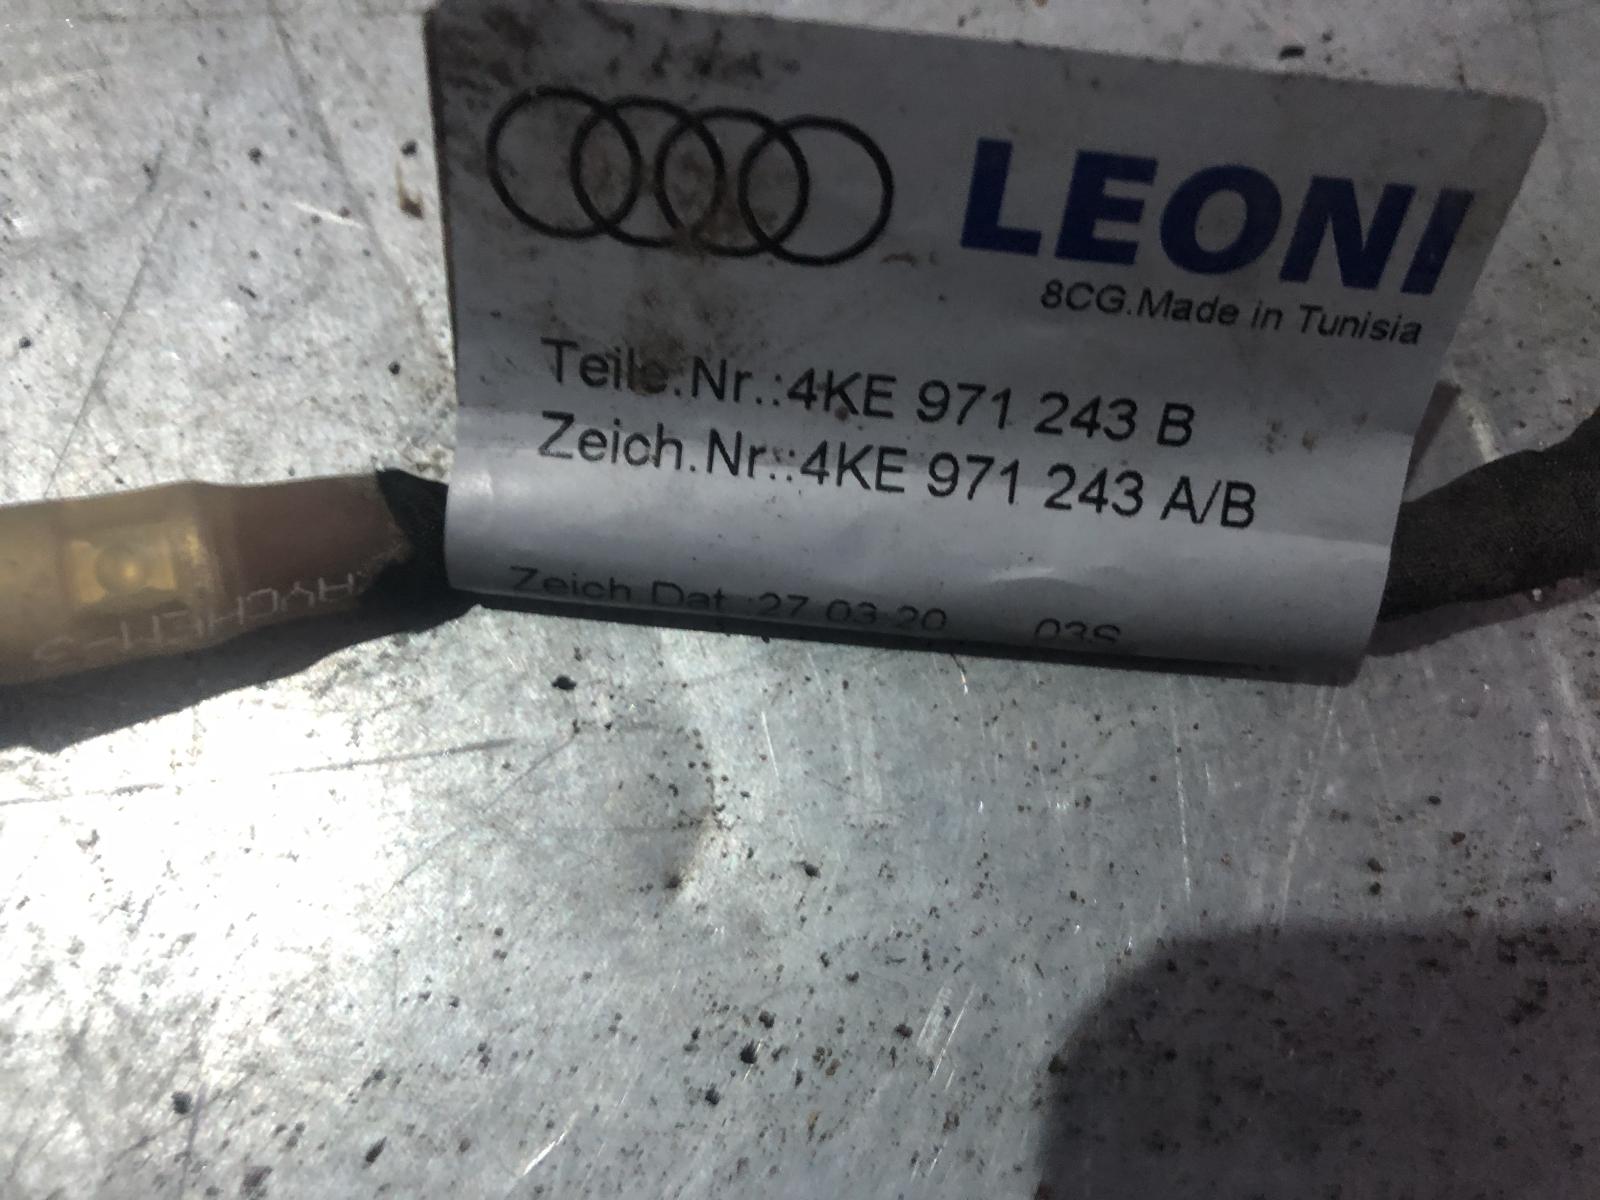 LEONI
8CG.Made in Tunisia
Teile.Nr.:4KE 971 243 B
Zeich.Nr.:4KE 971 243 A/B
Zeich Dat :27 03 20 03S
RAYCHEM-S